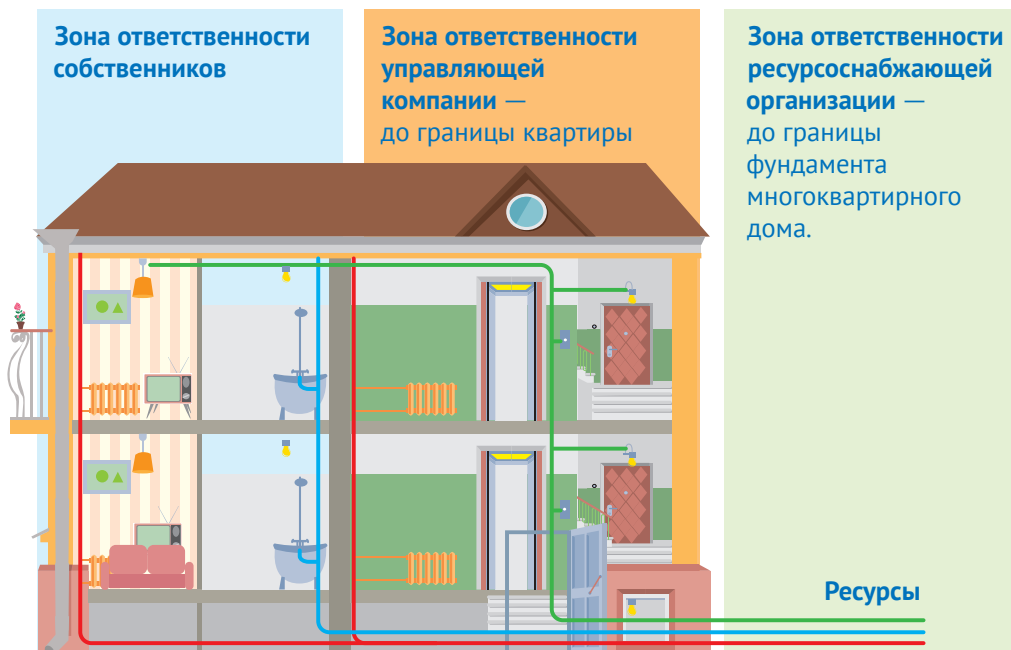 Зона ответственности
собственников
Зона ответственности
управляющей
компании —
до границы квартиры
Зона ответственности
ресурсоснабжающей
организации —
до границы
фундамента
многоквартирного
дома.
Ресурсы